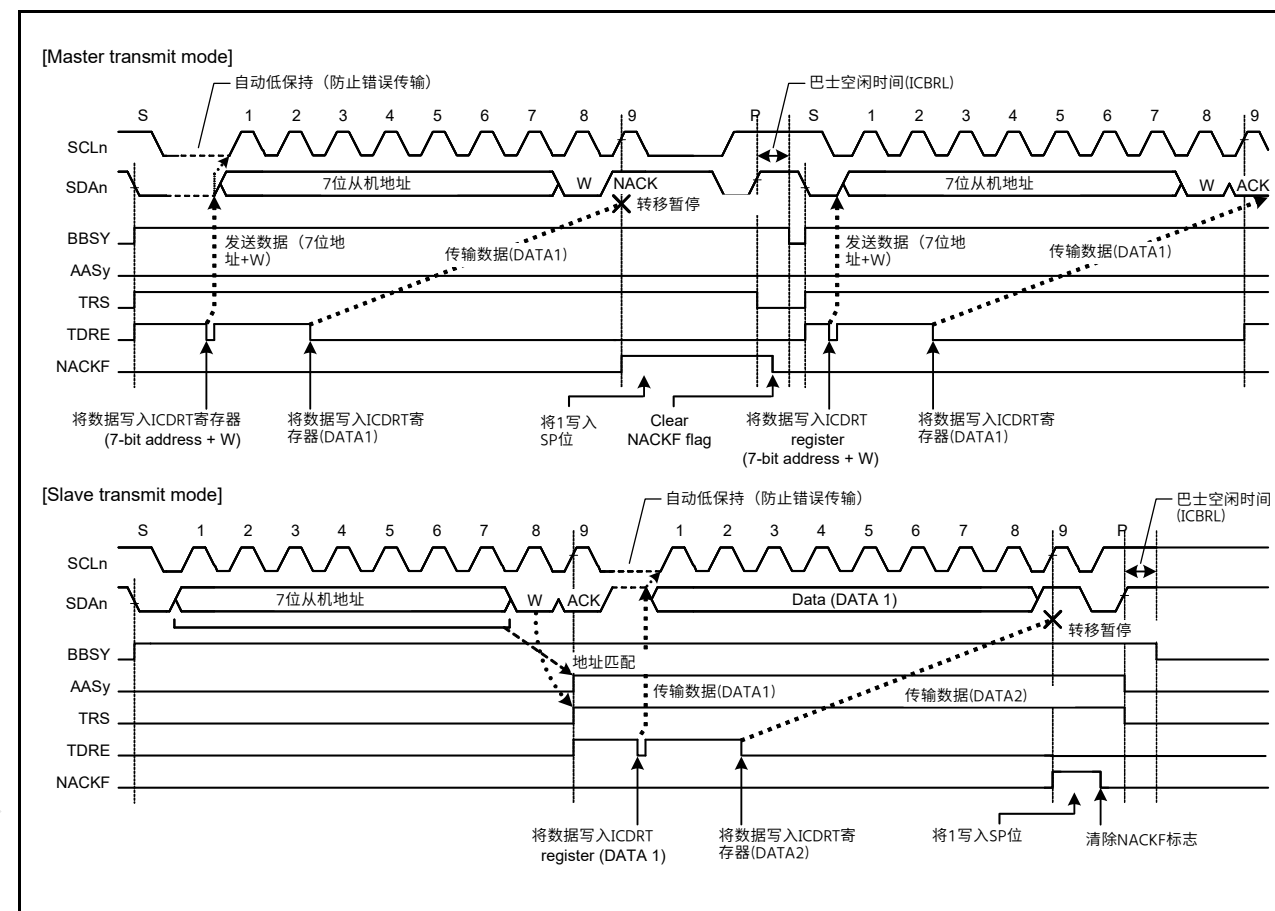 [Master transmit mode]
自动低保持（防止错误传输）
巴士空闲时间(ICBRL)
S 1 2 3 4 5 6 7 8 9 P S 1 2 3 4 5 6 7 8 9
SCLn
SDAn 7位从机地址 W NACK 7位从机地址 W ACK
转移暂停
BBSY
发送数据（7位地
址+W）
传输数据(DATA1)
发送数据（7位地
址+W）
传输数据(DATA1)
AASy
TRS
TDRE
NACKF
将数据写入ICDRT寄存器
(7-bit address + W)
将数据写入ICDRT寄
存器(DATA1)
将1写入
SP位
Clear
NACKF flag
将数据写入ICDRT
register
(7-bit address + W)
将数据写入ICDRT寄
存器(DATA1)
[Slave transmit mode]
自动低保持（防止错误传输）
巴士空闲时间
(ICBRL)
S 1 2 3 4 5 6 7 8 9 1 2 3 4 5 6 7 8 9 P
SCLn
SDAn 7位从机地址 W ACK Data (DATA 1)
转移暂停
BBSY
地址匹配
AASy
传输数据(DATA1)
传输数据(DATA2)
TRS
TDRE
NACKF
将数据写入ICDRT
register (DATA 1)
将数据写入ICDRT寄
存器(DATA2)
将1写入SP位
清除NACKF标志